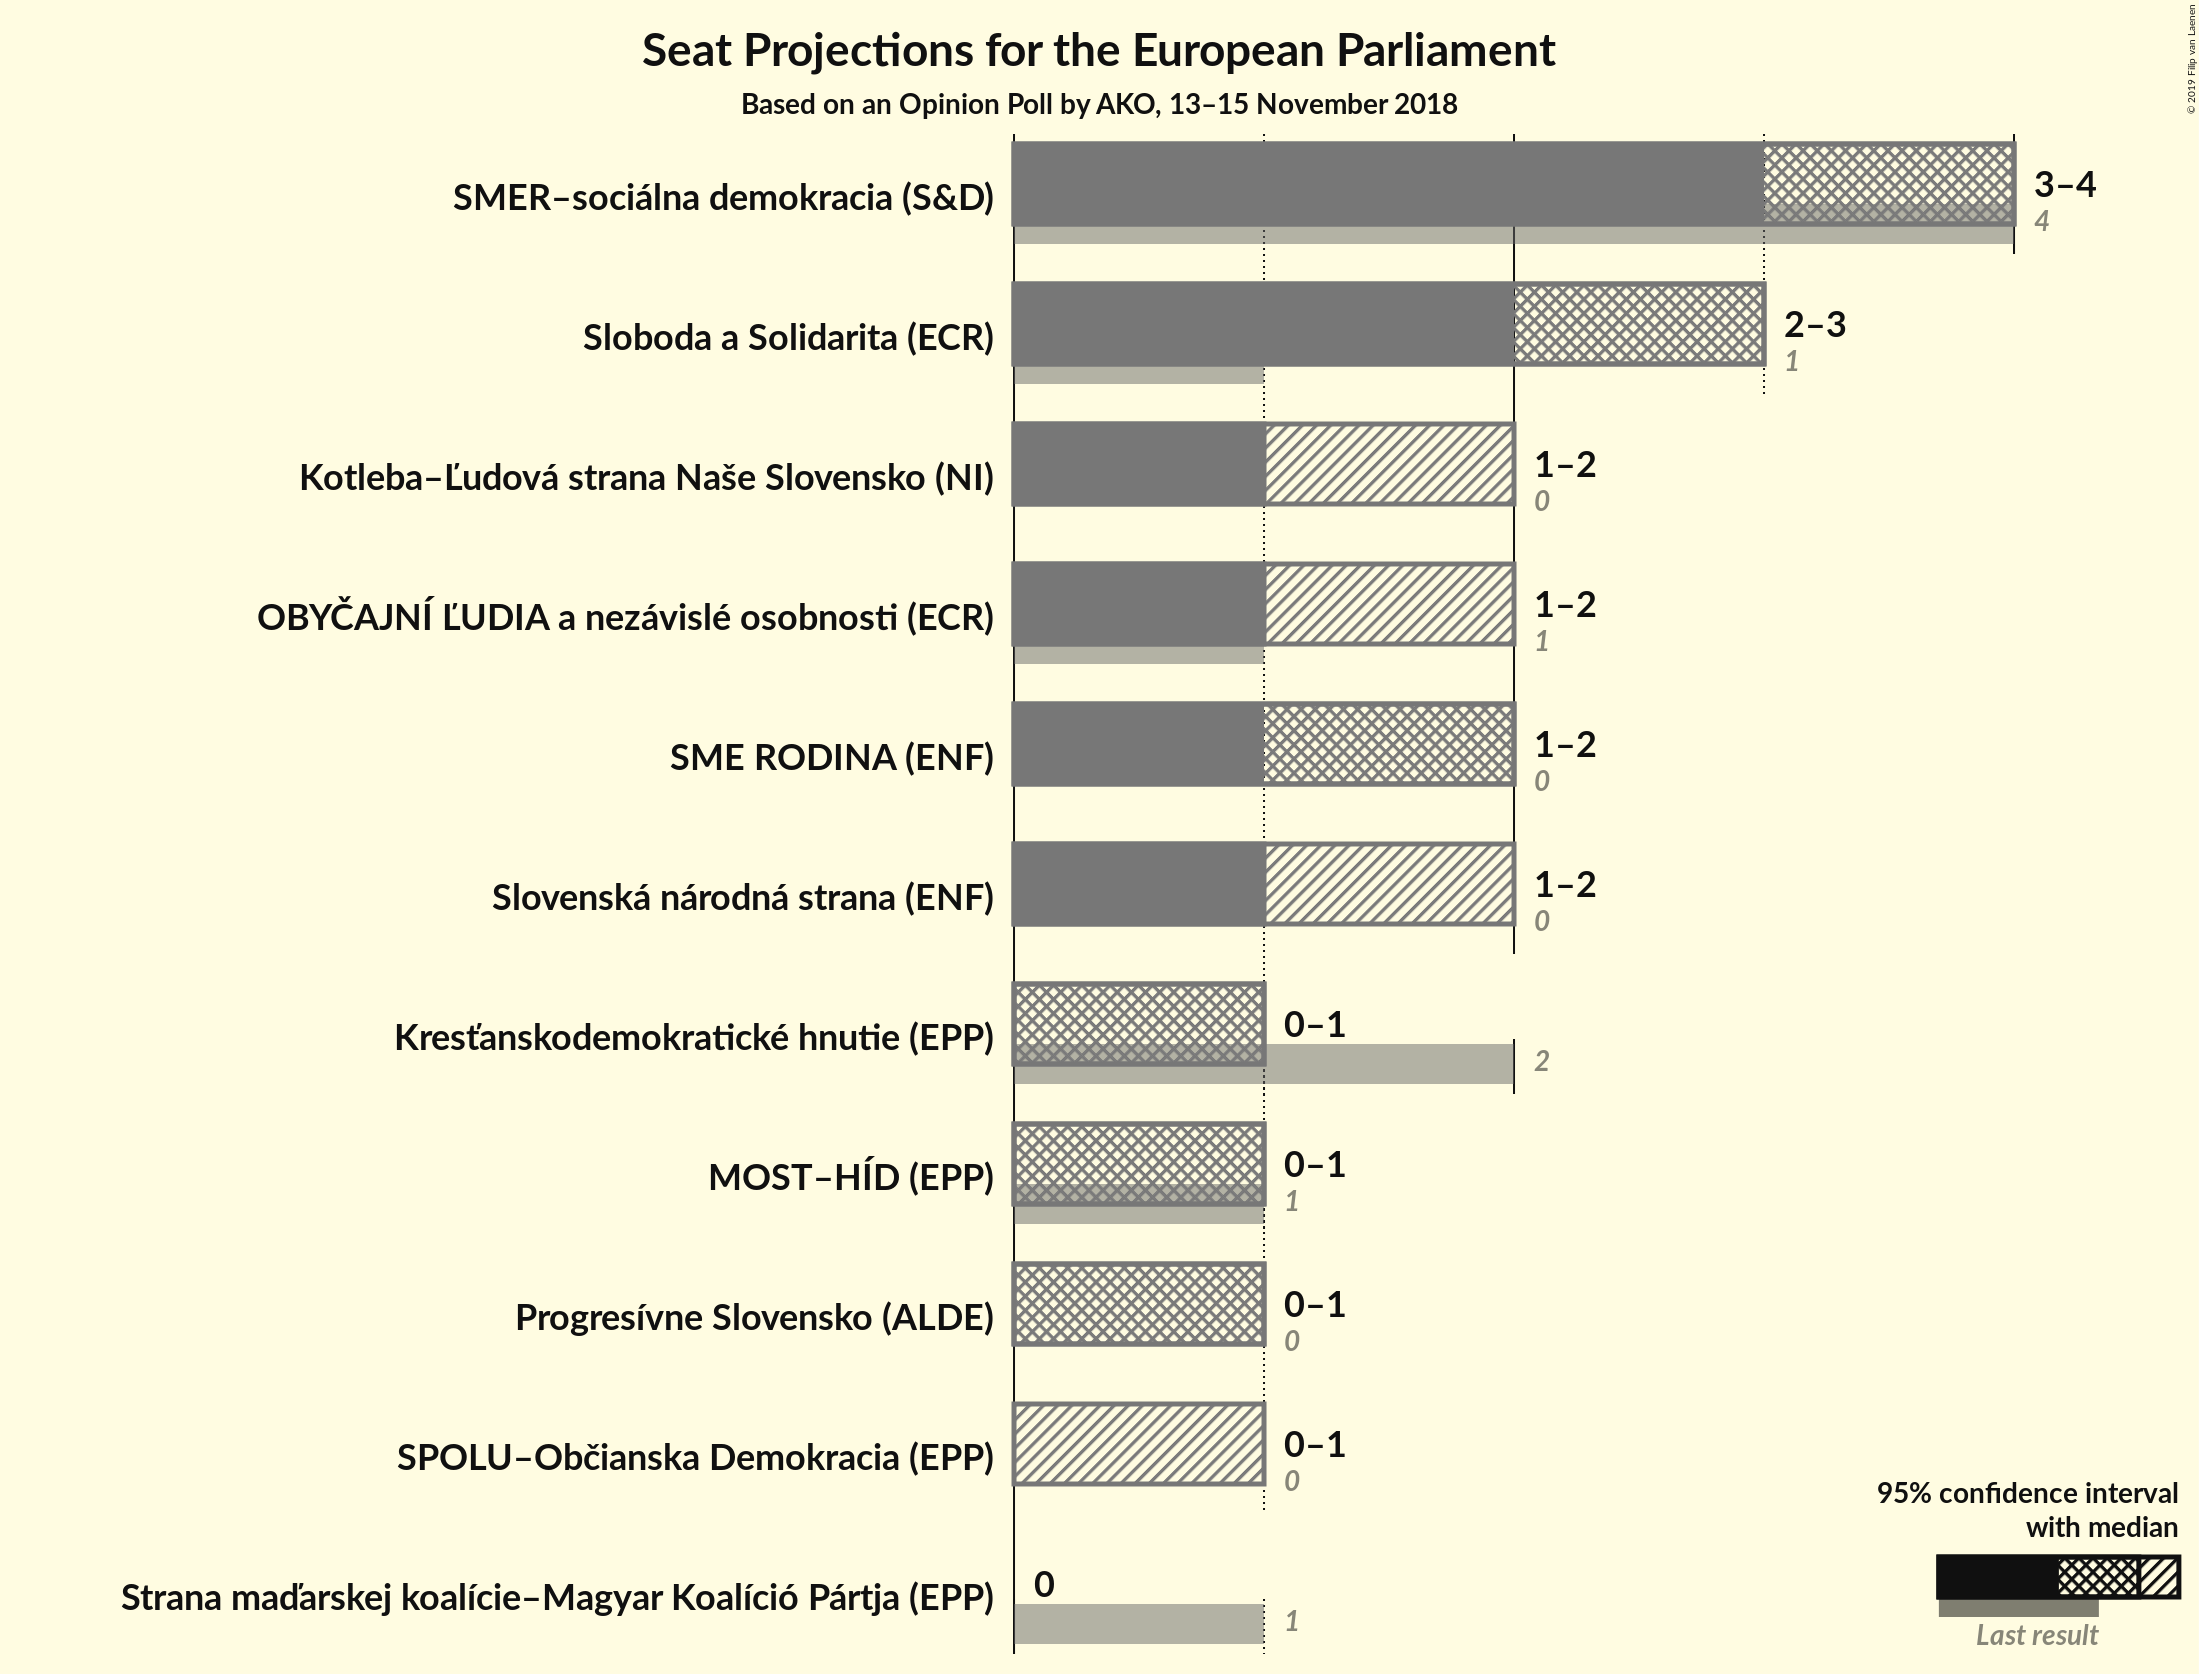 Seat Projections for the European Parliament
Based on an Opinion Poll by AKO, 13–15 November 2018
© 2019 Filip van Laenen
SMER–sociálna demokracia (S&D)
3–4
4
Sloboda a Solidarita (ECR)
2–3
1
Kotleba–Ľudová strana Naše Slovensko (NI)
1–2
0
OBYČAJNÍ ĽUDIA a nezávislé osobnosti (ECR)
1–2
1
SME RODINA (ENF)
1–2
0
Slovenská národná strana (ENF)
1–2
0
Kresťanskodemokratické hnutie (EPP)
0–1
2
MOST–HÍD (EPP)
0–1
1
Progresívne Slovensko (ALDE)
0–1
0
SPOLU–Občianska Demokracia (EPP)
0–1
0
Strana maďarskej koalície–Magyar Koalíció Pártja (EPP)
0
1
95% confidence interval
with median
Last result